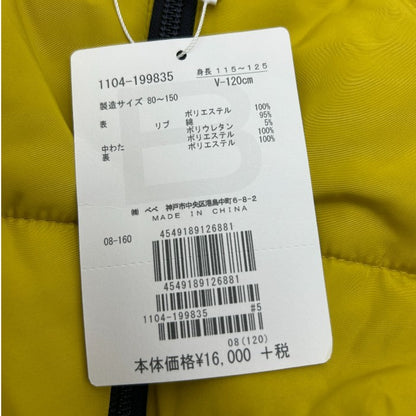 1104-199835 身長 115～125
V-120cm
製造サイズ 80～150
表 ポリエステル 100%
リブ 綿 95%
ポリウレタン 5%
中わた ポリエステル 100%
裏 ポリエステル 100%
B
㈱ べべ 神戸市中央区港島中町6-8-2
MADE IN CHINA
08-160 4549189126881
4549189126881
1104-199835 #5
08(120)
本体価格¥16,000 +税